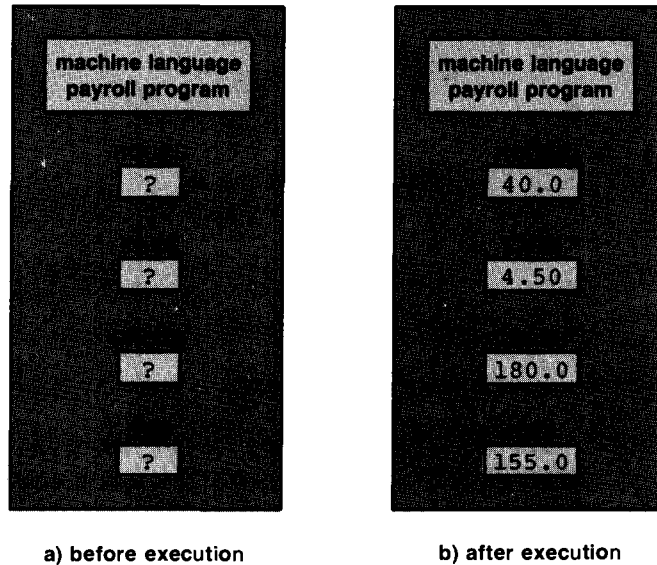 machine language
payroll program
?
?
?
?
a) before execution
machine language
payroll program
40.0
4.50
180.0
155.0
b) after execution